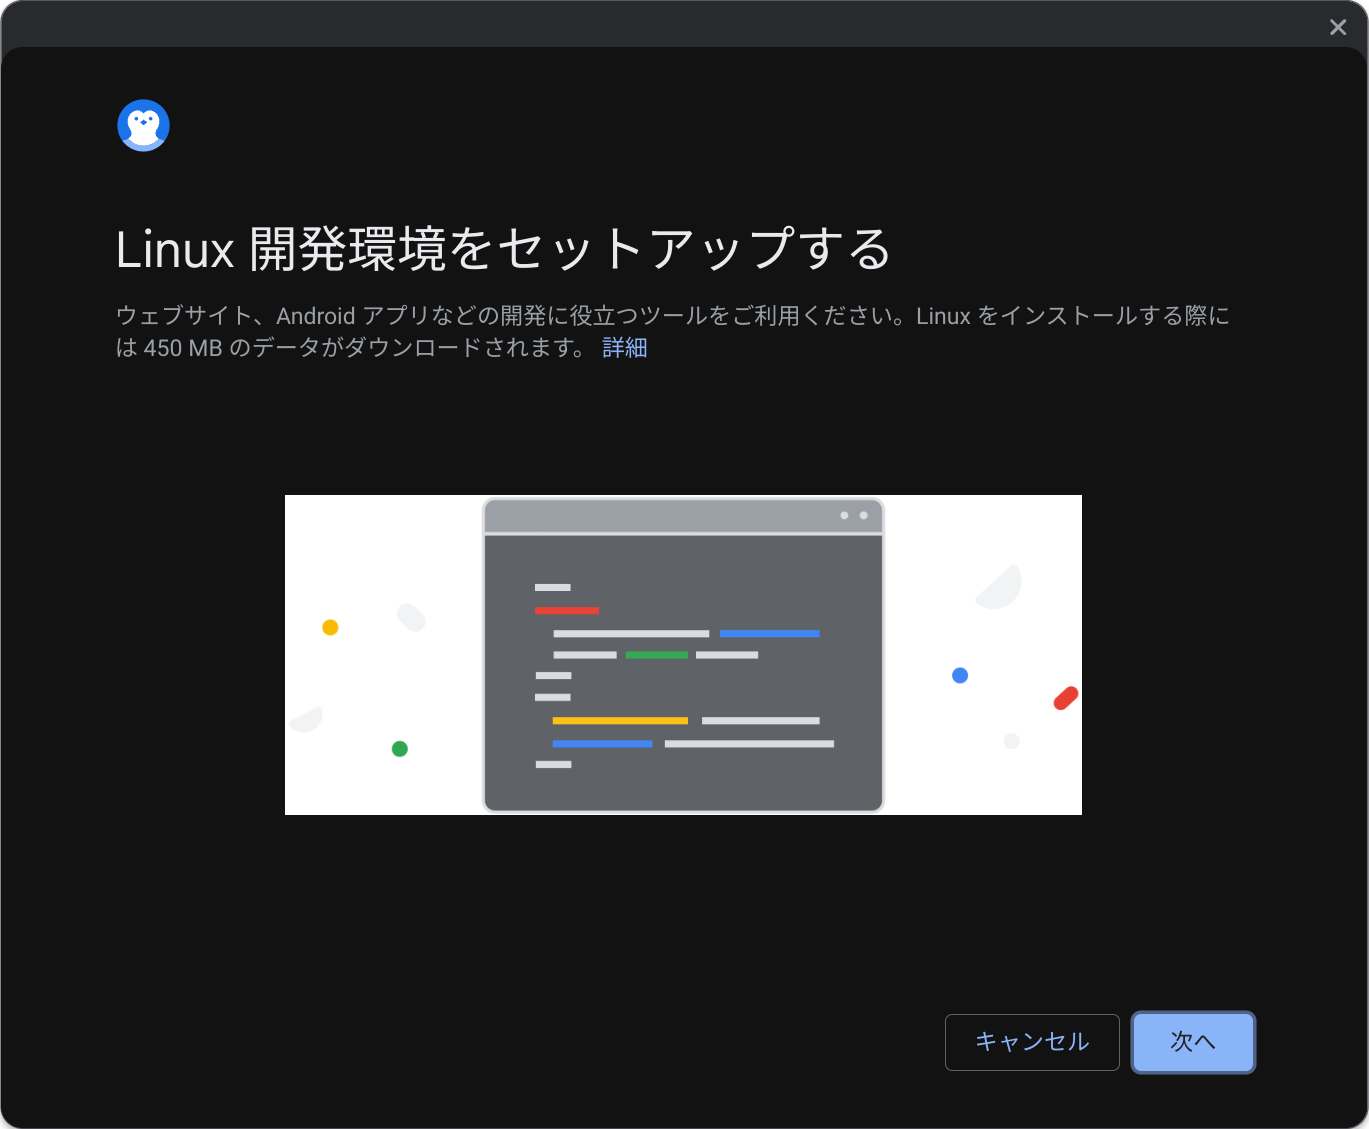 Linux 開発環境をセットアップする
ウェブサイト、Android アプリなどの開発に役立つツールをご利用ください。Linux をインストールする際に
は 450 MB のデータがダウンロードされます。 詳細
キャンセル
次へ